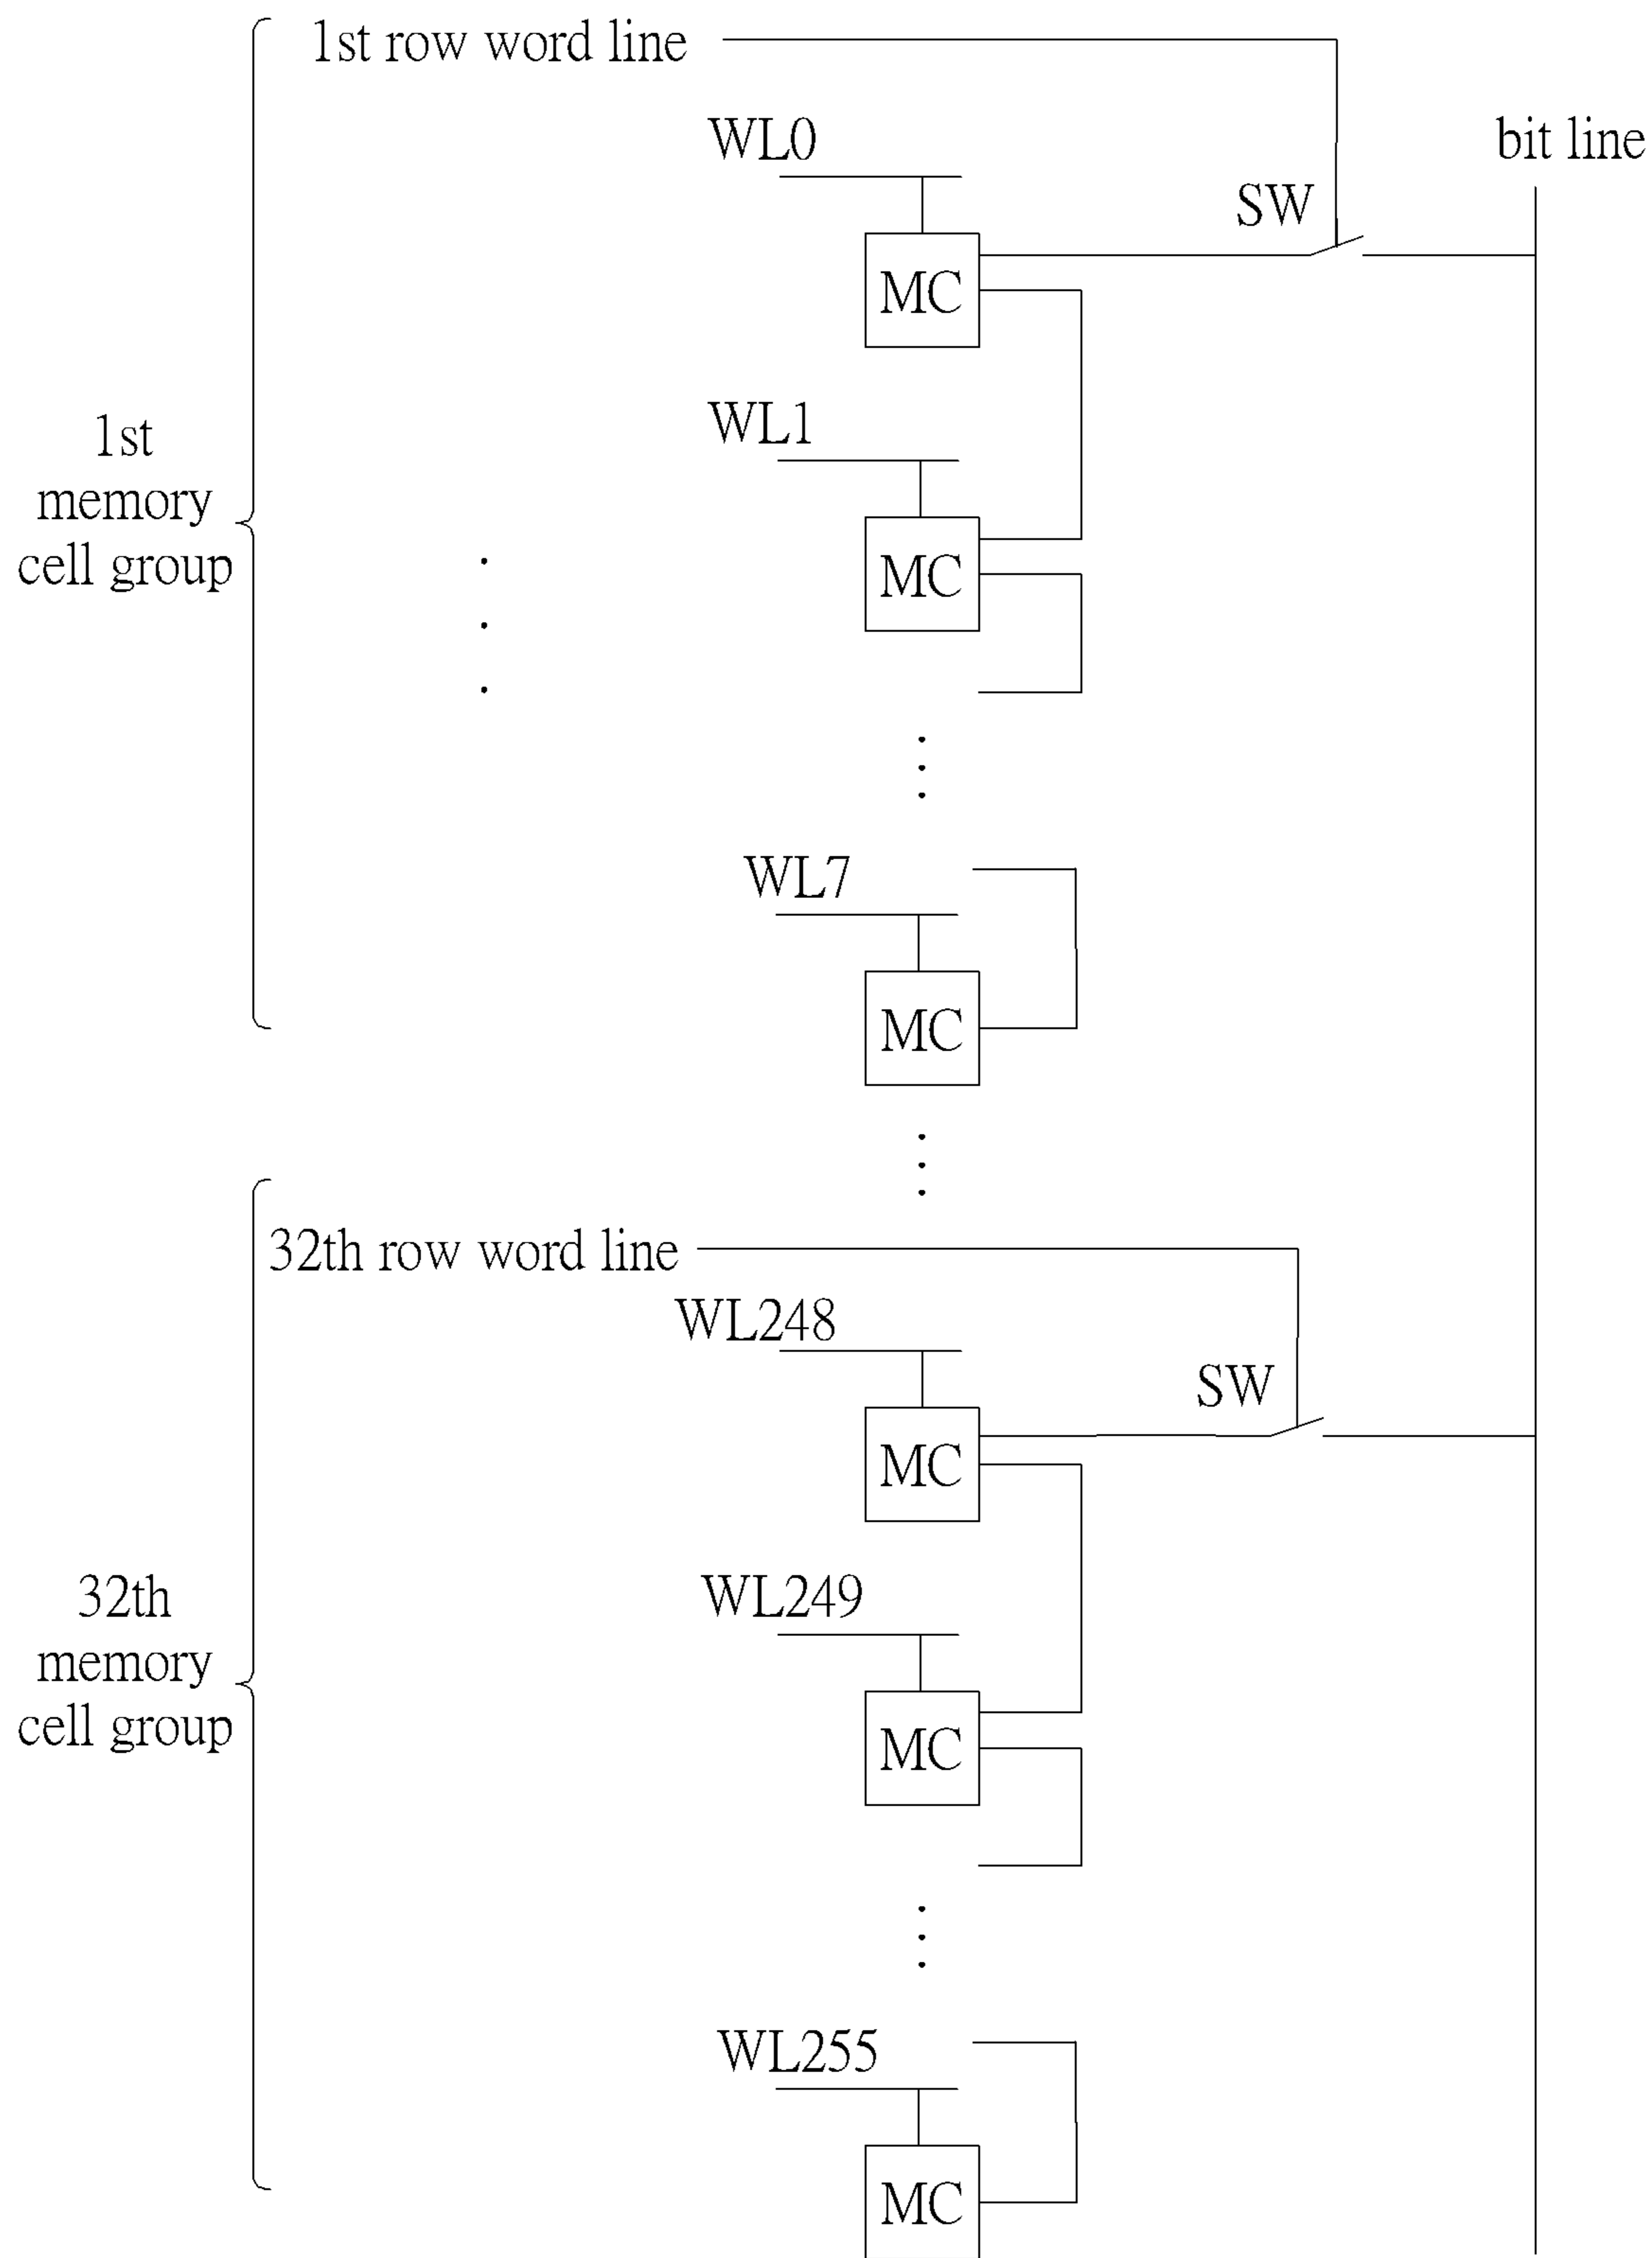 1st row word line
WL0
bit line
SW
MC
WL1
1st
memory
cell group
MC
WL7
MC
32th row word line
WL248
SW
MC
WL249
32th
memory
cell group
MC
WL255
MC